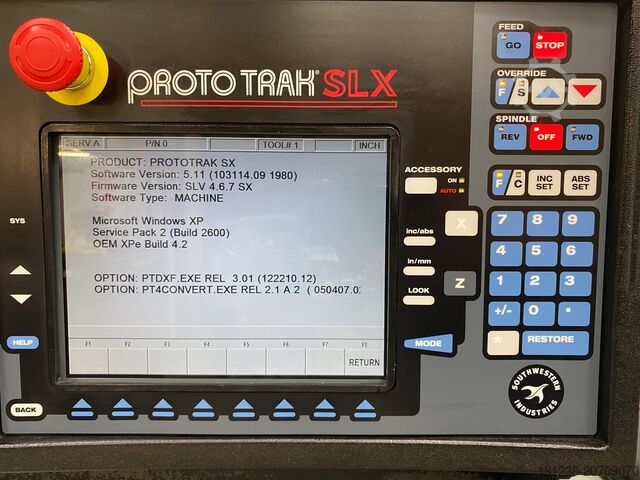 PROTO TRAK® SLX
FEED
GO STOP
OVERRIDE
F/S
SPINDLE
REV OFF FWD
F/C INC SET ABS SET
ACCESSORY
ON
AUTO
X
inc/abs
in/mm
Z
LOOK
MODE
7 8 9
4 5 6
1 2 3
+/- 0 .
* RESTORE
SOUTHWESTERN INDUSTRIES
SYS
HELP
BACK
SERV A P/N 0 TOOL# 1 INCH
PRODUCT: PROTOTRAK SX
Software Version: 5.11 (103114.09 1980)
Firmware Version: SLV 4.6.7 SX
Software Type: MACHINE
Microsoft Windows XP
Service Pack 2 (Build 2600)
OEM XPe Build 4.2
OPTION: PTDXF.EXE REL 3.01 (122210.12)
OPTION: PT4CONVERT.EXE REL 2.1 A 2 ( 050407.0
F1 F2 F3 F4 F5 F6 F7 F8
RETURN
131238-20709070